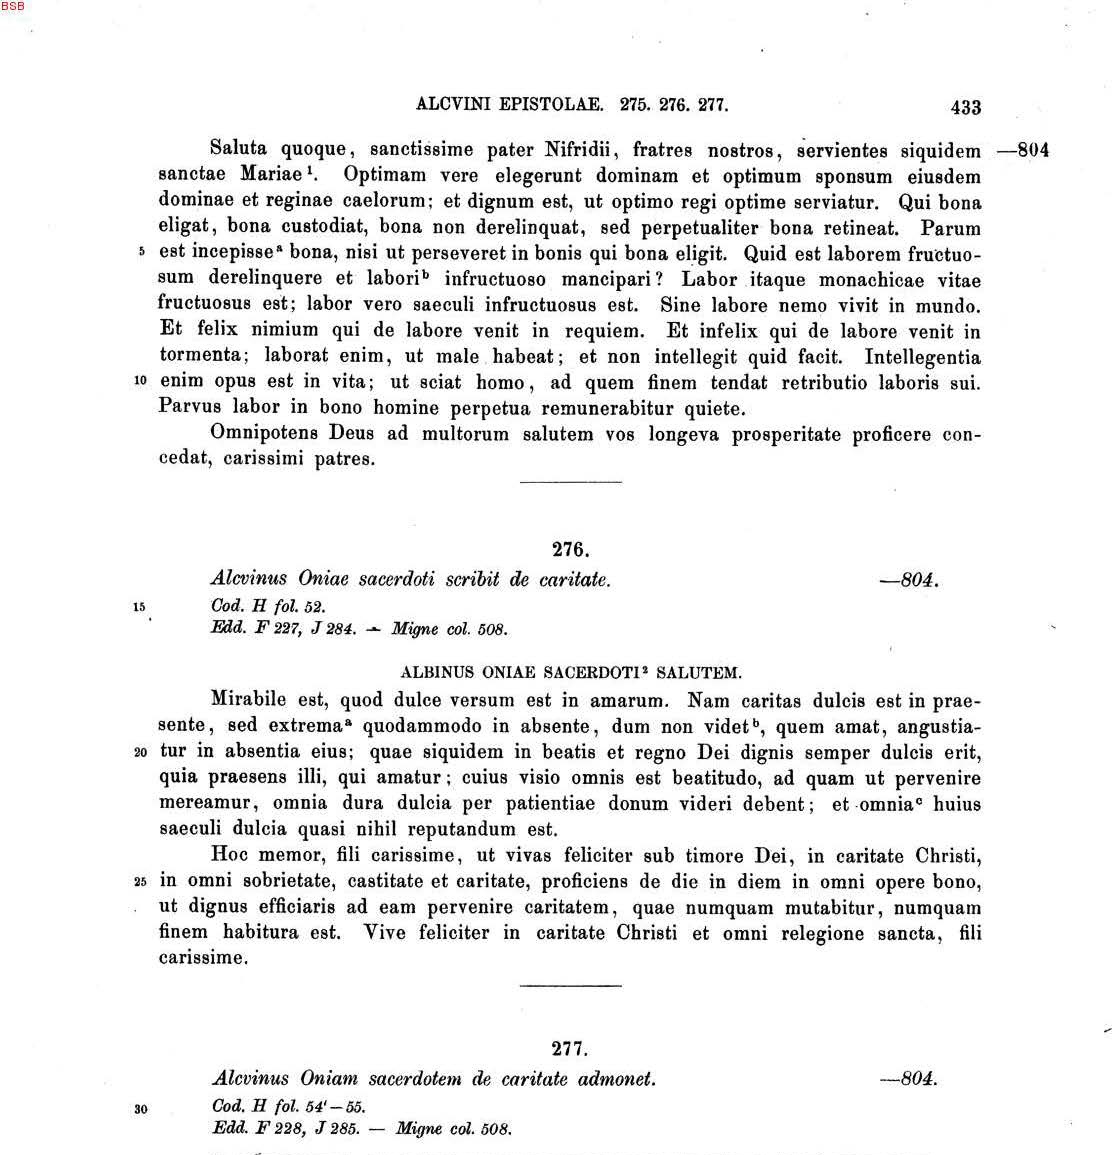 BSB
ALCVINI EPISTOLAE. 275. 276. 277. 433
Saluta quoque, sanctissime pater Nifridii, fratres nostros, servientes siquidem —804
sanctae Mariae¹. Optimam vere elegerunt dominam et optimum sponsum eiusdem
dominae et reginae caelorum; et dignum est, ut optimo regi optime serviatur. Qui bona
eligat, bona custodiat, bona non derelinquat, sed perpetualiter bona retineat. Parum
5 est incepisseᵃ bona, nisi ut perseveret in bonis qui bona eligit. Quid est laborem fructuo-
sum derelinquere et laboriᵇ infructuoso mancipari? Labor itaque monachicae vitae
fructuosus est; labor vero saeculi infructuosus est. Sine labore nemo vivit in mundo.
Et felix nimium qui de labore venit in requiem. Et infelix qui de labore venit in
tormenta; laborat enim, ut male habeat; et non intellegit quid facit. Intellegentia
10 enim opus est in vita; ut sciat homo, ad quem finem tendat retributio laboris sui.
Parvus labor in bono homine perpetua remunerabitur quiete.
Omnipotens Deus ad multorum salutem vos longeva prosperitate proficere con-
cedat, carissimi patres.
276.
Alcvinus Oniae sacerdoti scribit de caritate. —804.
15 Cod. H fol. 52.
Edd. F 227, J 284. — Migne col. 508.
ALBINUS ONIAE SACERDOTI² SALUTEM.
Mirabile est, quod dulce versum est in amarum. Nam caritas dulcis est in prae-
sente, sed extremaᵃ quodammodo in absente, dum non videtᵇ, quem amat, angustia-
20 tur in absentia eius; quae siquidem in beatis et regno Dei dignis semper dulcis erit,
quia praesens illi, qui amatur; cuius visio omnis est beatitudo, ad quam ut pervenire
mereamur, omnia dura dulcia per patientiae donum videri debent; et omniaᶜ huius
saeculi dulcia quasi nihil reputandum est.
Hoc memor, fili carissime, ut vivas feliciter sub timore Dei, in caritate Christi,
25 in omni sobrietate, castitate et caritate, proficiens de die in diem in omni opere bono,
ut dignus efficiaris ad eam pervenire caritatem, quae numquam mutabitur, numquam
finem habitura est. Vive feliciter in caritate Christi et omni relegione sancta, fili
carissime.
277.
Alcvinus Oniam sacerdotem de caritate admonet. —804.
30 Cod. H fol. 54'—55.
Edd. F 228, J 285. — Migne col. 508.